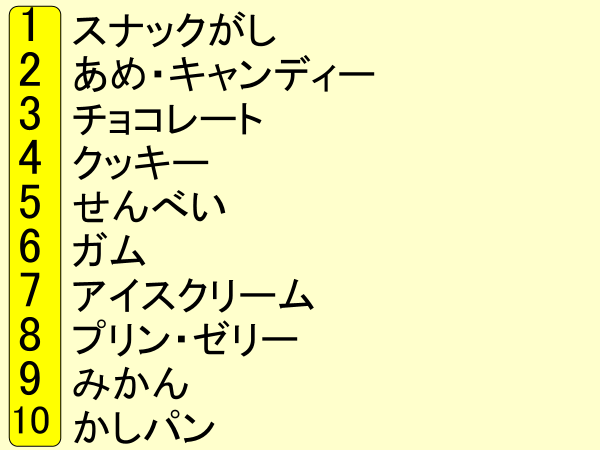 1 スナックがし
2 あめ・キャンディー
3 チョコレート
4 クッキー
5 せんべい
6 ガム
7 アイスクリーム
8 プリン・ゼリー
9 みかん
10 かしパン